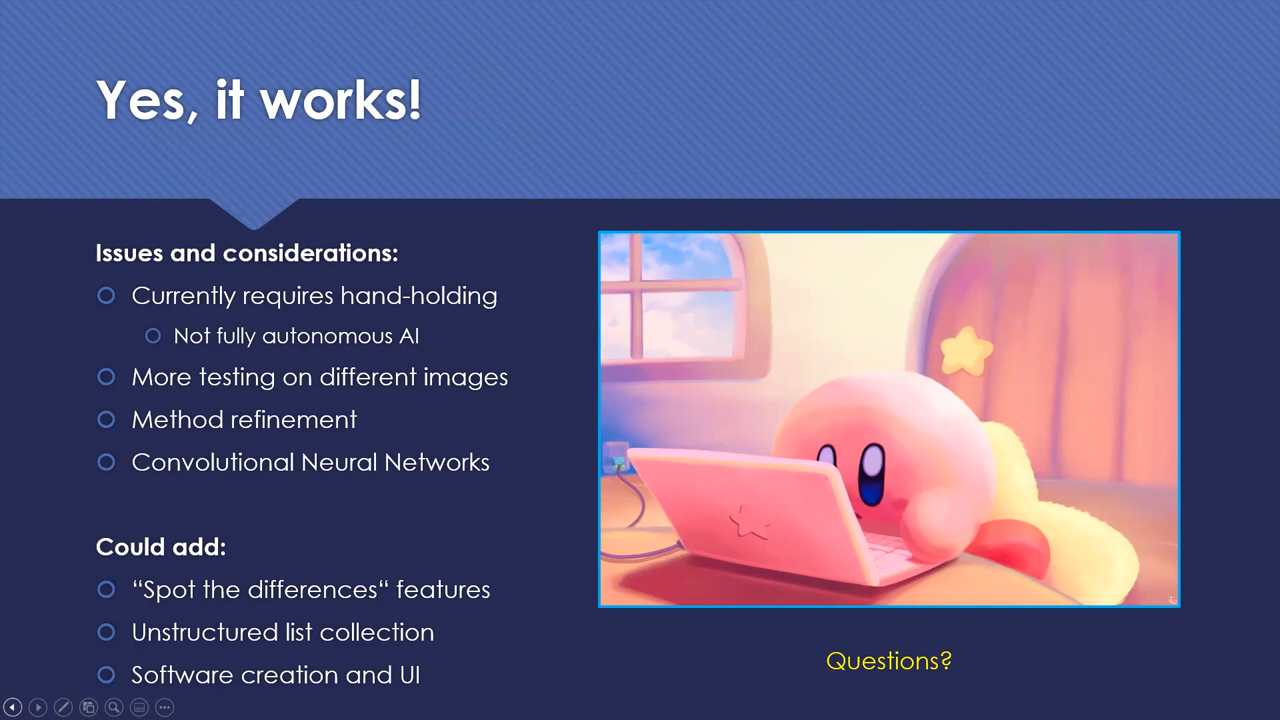 Yes, it works!
Issues and considerations:
Currently requires hand-holding
Not fully autonomous AI
More testing on different images
Method refinement
Convolutional Neural Networks
Could add:
“Spot the differences“ features
Unstructured list collection
Software creation and UI
Questions?